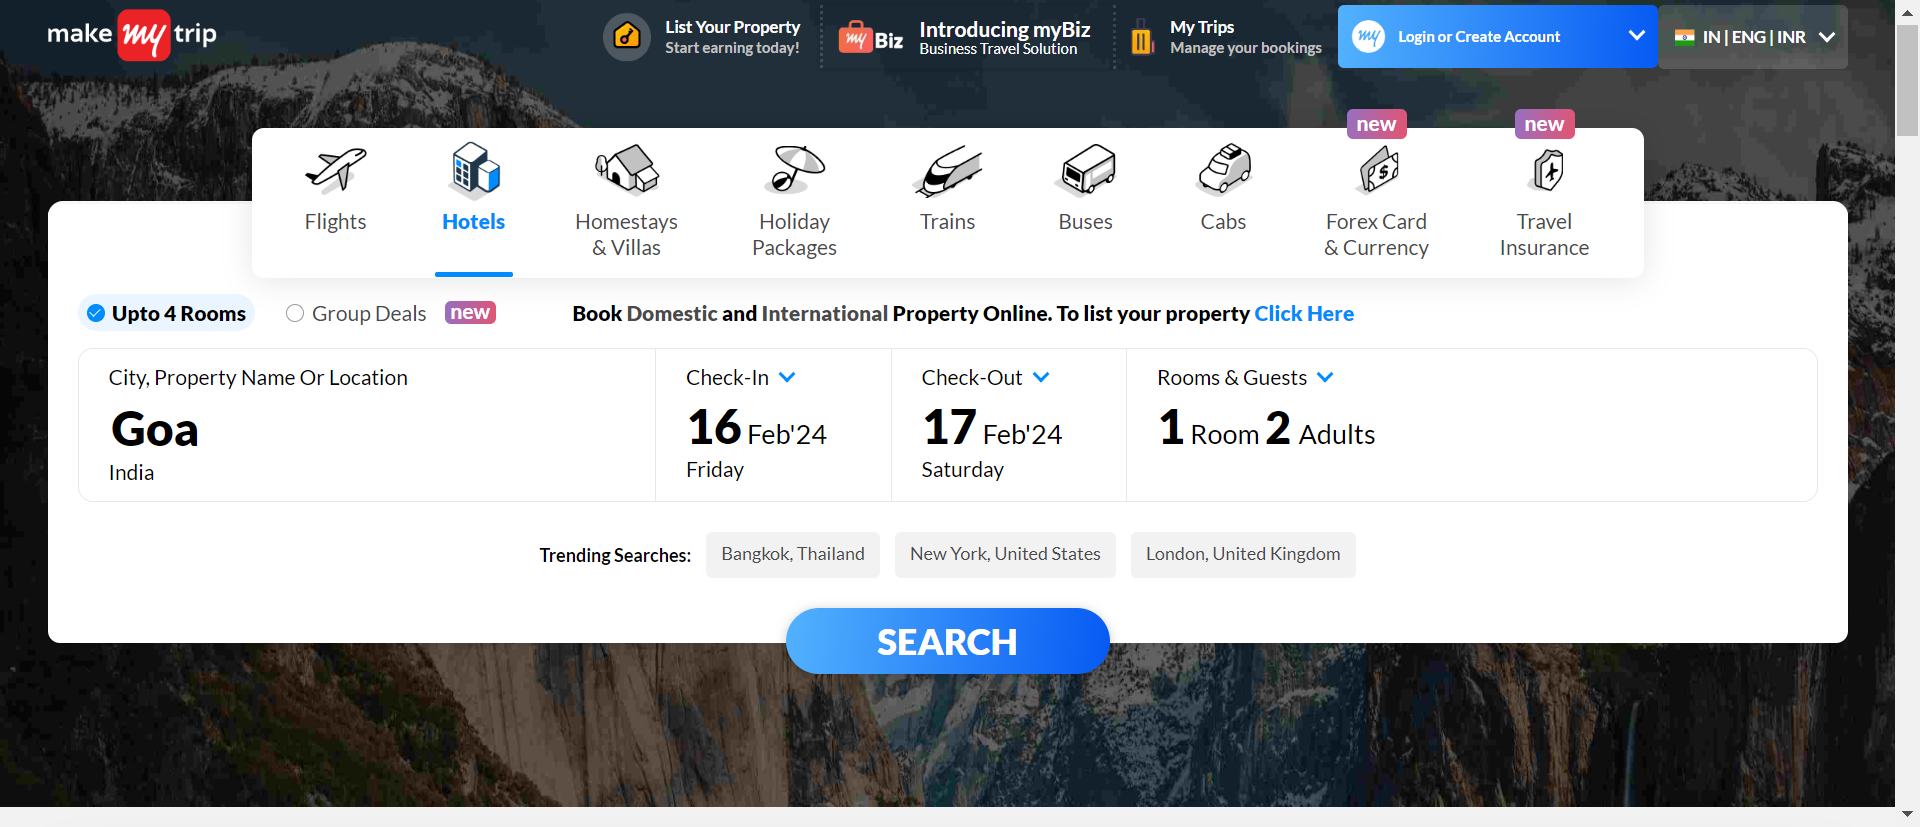 make my trip
List Your Property
Start earning today!
my Biz
Introducing myBiz
Business Travel Solution
My Trips
Manage your bookings
my Login or Create Account
IN | ENG | INR
new
new
Flights
Hotels
Homestays
& Villas
Holiday
Packages
Trains
Buses
Cabs
Forex Card
& Currency
Travel
Insurance
Upto 4 Rooms
Group Deals new
Book Domestic and International Property Online. To list your property Click Here
City, Property Name Or Location
Goa
India
Check-In
16 Feb'24
Friday
Check-Out
17 Feb'24
Saturday
Rooms & Guests
1 Room 2 Adults
Trending Searches: Bangkok, Thailand New York, United States London, United Kingdom
SEARCH